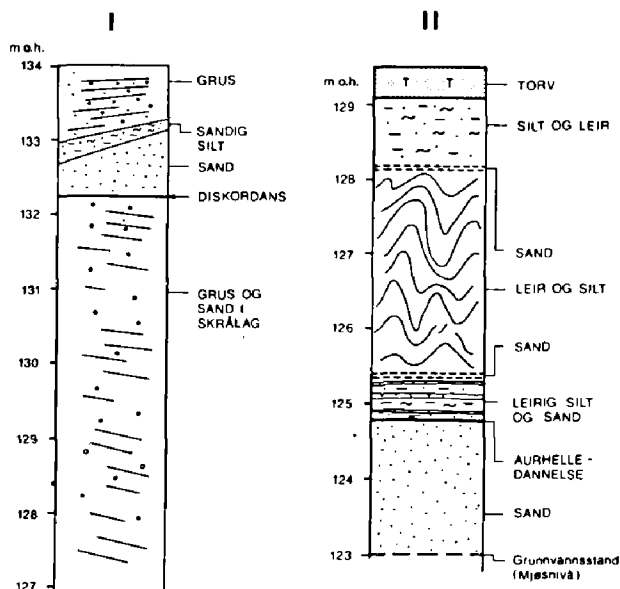 I
m o.h.
134
133
132
131
130
129
128
127
GRUS
SANDIG
SILT
SAND
DISKORDANS
GRUS OG
SAND I
SKRÅLAG
II
m o.h.
129
128
127
126
125
124
123
T T
TORV
SILT OG LEIR
SAND
LEIR OG SILT
SAND
LEIRIG SILT
OG SAND
AURHELLE-
DANNELSE
SAND
Grunnvannsstand
(Mjøsnivå)